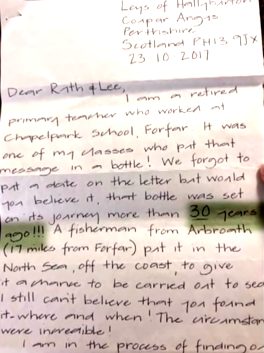 Leys of Hallyburton
Coupar Angus
Perthshire
Scotland PH13 9JX
23 10 2017
Dear Ruth & Lee,
I am a retired
primary teacher who worked at
Chapelpark School, Forfar It was
one of my classes who put that
message in a bottle! We forgot to
put a date on the letter but would
you believe it, that bottle was set
on its journey more than 30 years
ago!!! A fisherman from Arbroath
(17 miles from Forfar) put it in the
North Sea, off the coast, to give
it a chance to be carried out to sea
I still can't believe that you found
it - where and when! The circumstan
were incredible!
I am in the process of finding o